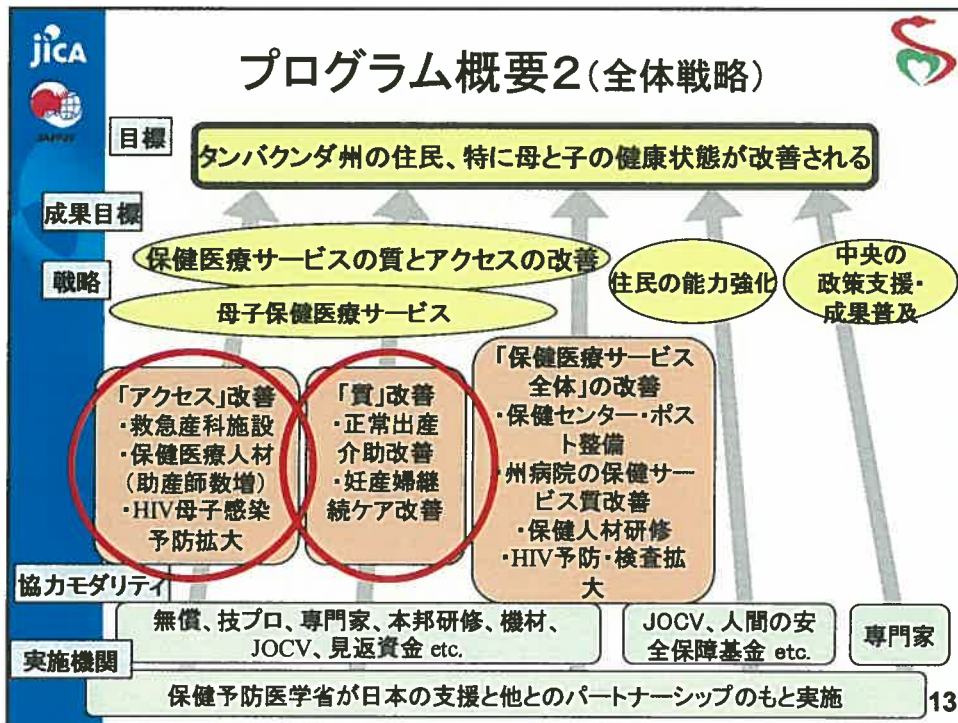 jICA
プログラム概要2(全体戦略)
目標
タンバクンダ州の住民、特に母と子の健康状態が改善される
成果目標
戦略
保健医療サービスの質とアクセスの改善
母子保健医療サービス
住民の能力強化
中央の
政策支援・
成果普及
「アクセス」改善
・救急産科施設
・保健医療人材
(助産師数増)
・HIV母子感染
予防拡大
「質」改善
・正常出産
介助改善
・妊産婦継
続ケア改善
「保健医療サービス
全体」の改善
・保健センター・ポス
ト整備
・州病院の保健サー
ビス質改善
・保健人材研修
・HIV予防・検査拡
大
協力モダリティ
無償、技プロ、専門家、本邦研修、機材、
JOCV、見返資金 etc.
JOCV、人間の安
全保障基金 etc.
専門家
実施機関
保健予防医学省が日本の支援と他とのパートナーシップのもと実施
13